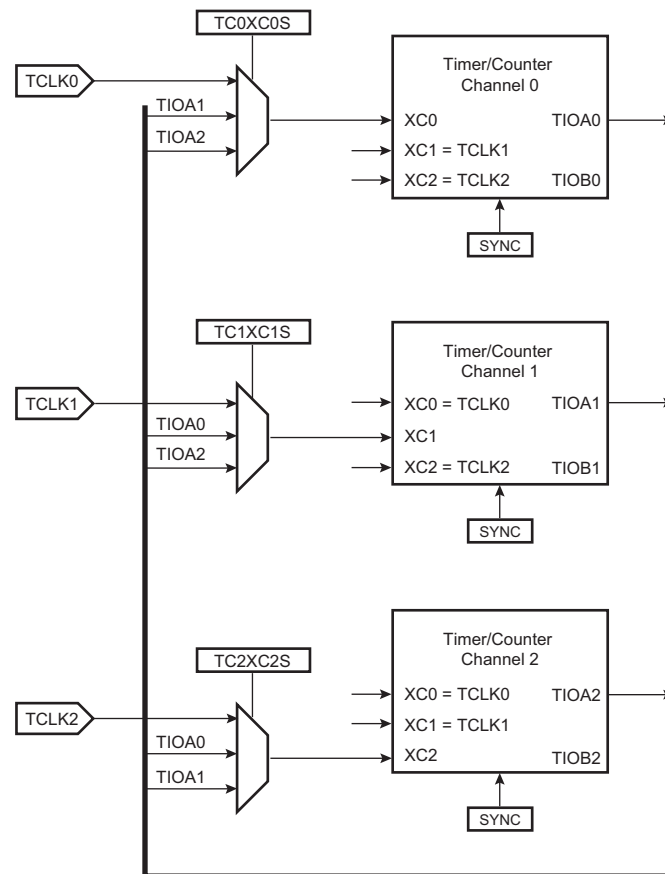 TC0XC0S
TCLK0
TIOA1
TIOA2
Timer/Counter
Channel 0
XC0
TIOA0
XC1 = TCLK1
XC2 = TCLK2
TIOB0
SYNC
TC1XC1S
TCLK1
TIOA0
TIOA2
Timer/Counter
Channel 1
XC0 = TCLK0
TIOA1
XC1
XC2 = TCLK2
TIOB1
SYNC
TC2XC2S
TCLK2
TIOA0
TIOA1
Timer/Counter
Channel 2
XC0 = TCLK0
TIOA2
XC1 = TCLK1
XC2
TIOB2
SYNC